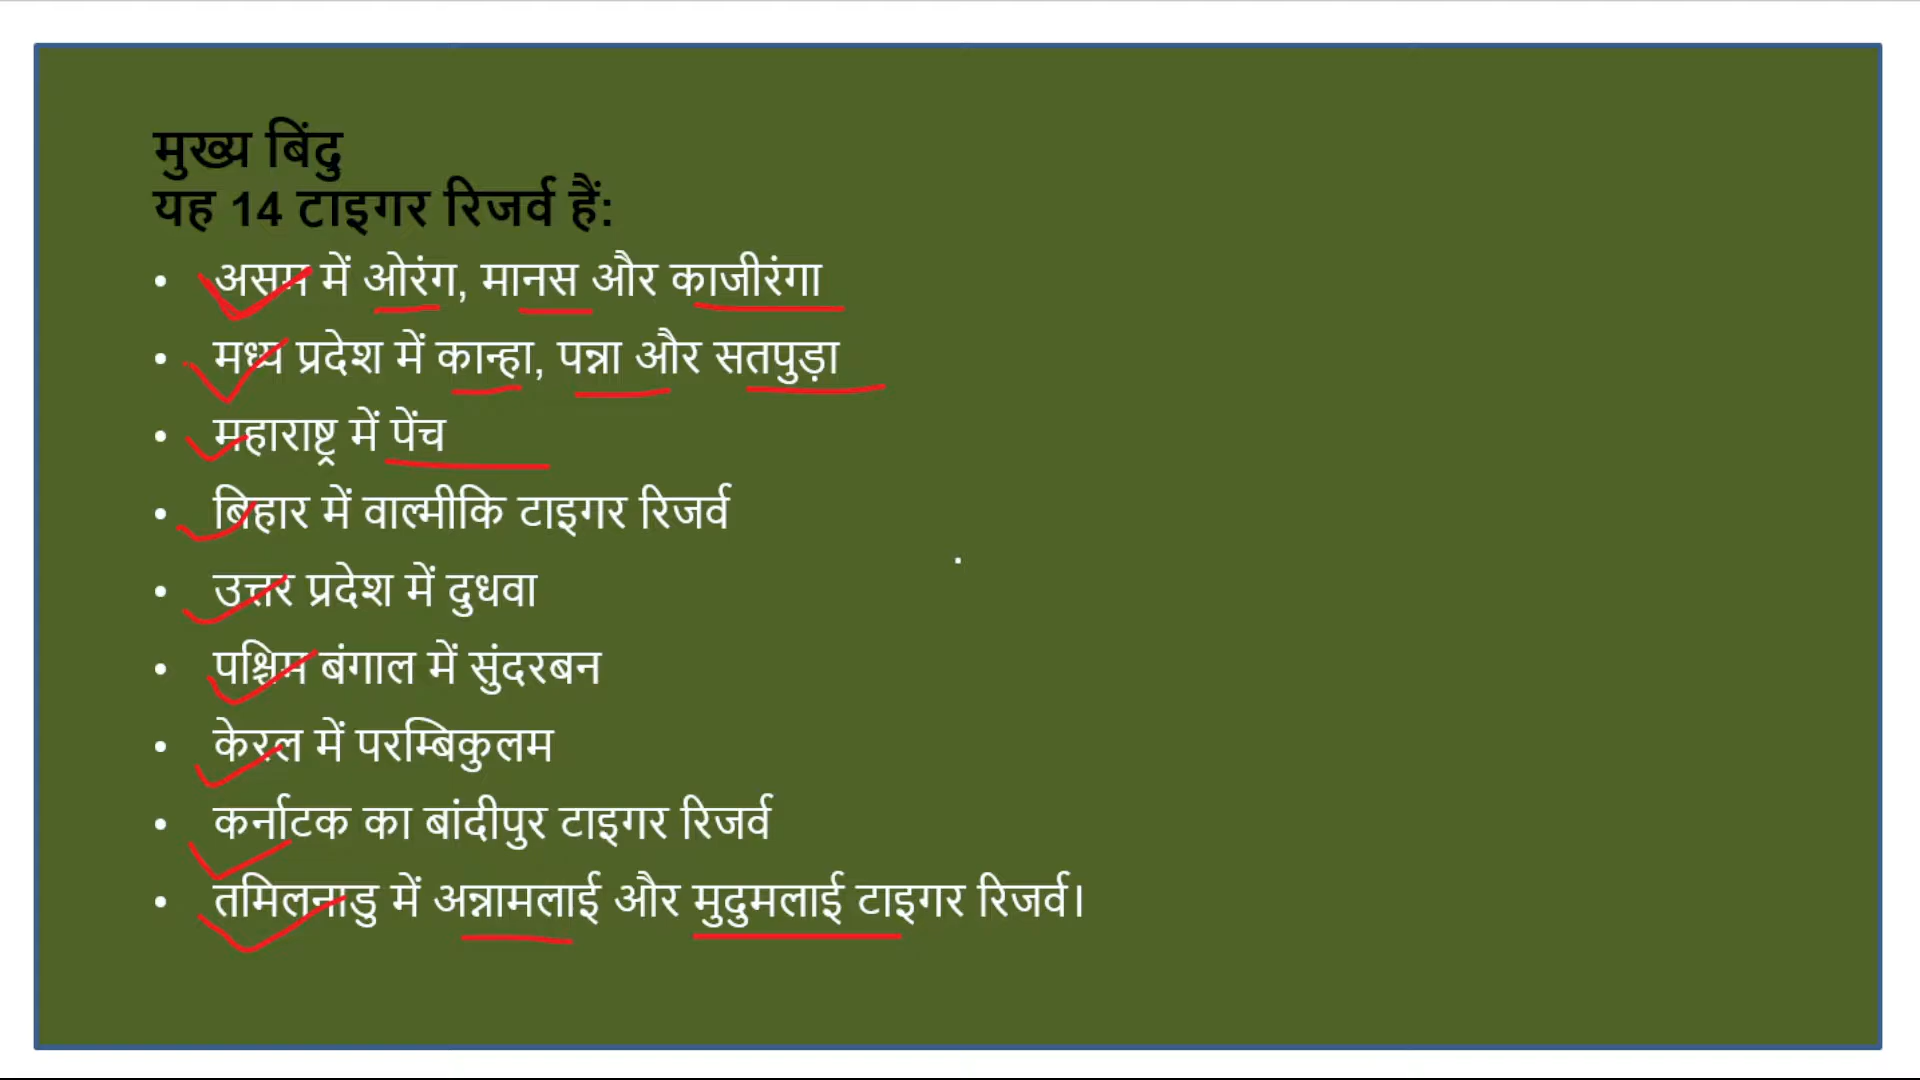 मुख्य बिंदु
यह 14 टाइगर रिजर्व हैं:
• असम में ओरंग, मानस और काजीरंगा
• मध्य प्रदेश में कान्हा, पन्ना और सतपुड़ा
• महाराष्ट्र में पेंच
• बिहार में वाल्मीकि टाइगर रिजर्व
• उत्तर प्रदेश में दुधवा
• पश्चिम बंगाल में सुंदरबन
• केरल में परम्बिकुलम
• कर्नाटक का बांदीपुर टाइगर रिजर्व
• तमिलनाडु में अन्नामलाई और मुदुमलाई टाइगर रिजर्व।